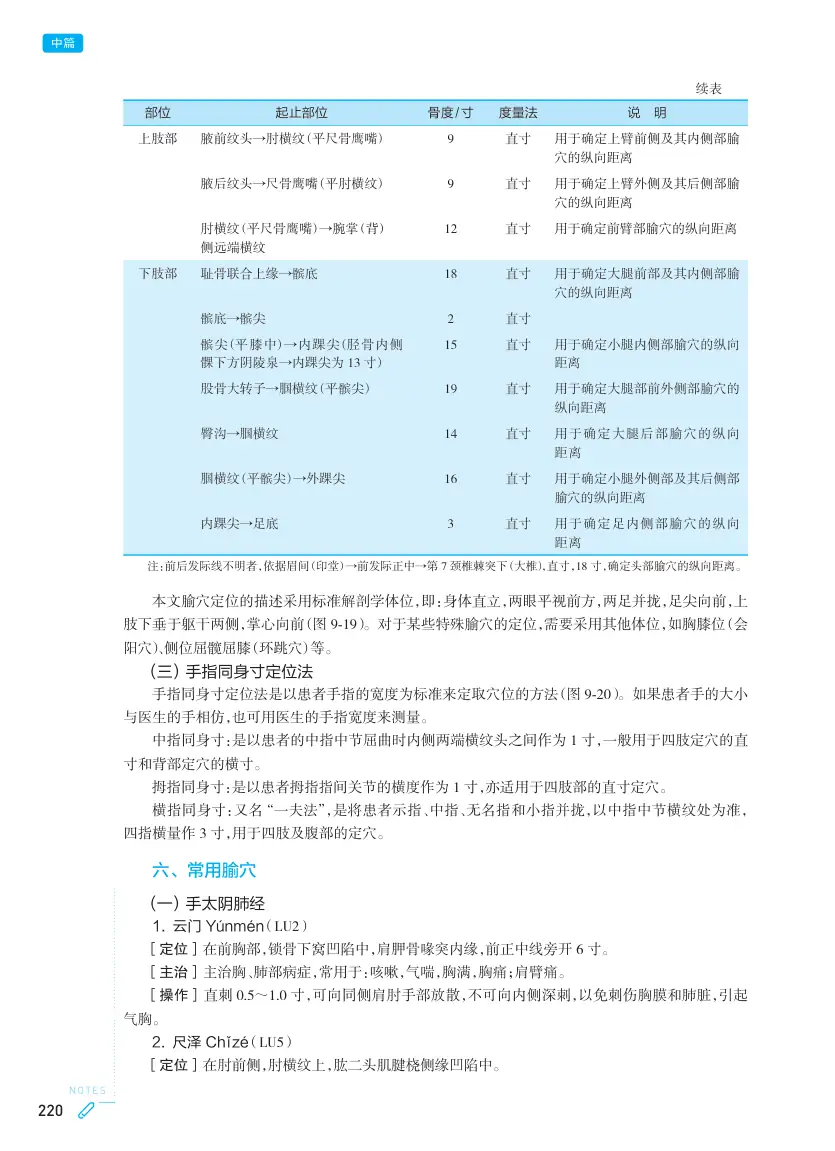 中篇
续表
部位 起止部位 骨度/寸 度量法 说 明
上肢部 腋前纹头→肘横纹(平尺骨鹰嘴) 9 直寸 用于确定上臂前侧及其内侧部腧
穴的纵向距离
腋后纹头→尺骨鹰嘴(平肘横纹) 9 直寸 用于确定上臂外侧及其后侧部腧
穴的纵向距离
肘横纹(平尺骨鹰嘴)→腕掌(背) 12 直寸 用于确定前臂部腧穴的纵向距离
侧远端横纹
下肢部 耻骨联合上缘→髌底 18 直寸 用于确定大腿前部及其内侧部腧
穴的纵向距离
髌底→髌尖 2 直寸
髌尖(平膝中)→内踝尖(胫骨内侧 15 直寸 用于确定小腿内侧部腧穴的纵向
髁下方阴陵泉→内踝尖为 13 寸) 距离
股骨大转子→腘横纹(平髌尖) 19 直寸 用于确定大腿部前外侧部腧穴的
纵向距离
臀沟→腘横纹 14 直寸 用于确定大腿后部腧穴的纵向
距离
腘横纹(平髌尖)→外踝尖 16 直寸 用于确定小腿外侧部及其后侧部
腧穴的纵向距离
内踝尖→足底 3 直寸 用于确定足内侧部腧穴的纵向
距离
注:前后发际线不明者,依据眉间(印堂)→前发际正中→第 7 颈椎棘突下(大椎),直寸,18 寸,确定头部腧穴的纵向距离。
本文腧穴定位的描述采用标准解剖学体位,即:身体直立,两眼平视前方,两足并拢,足尖向前,上
肢下垂于躯干两侧,掌心向前(图 9-19)。对于某些特殊腧穴的定位,需要采用其他体位,如胸膝位(会
阳穴)、侧位屈髋屈膝(环跳穴)等。
(三)手指同身寸定位法
手指同身寸定位法是以患者手指的宽度为标准来定取穴位的方法(图 9-20)。如果患者手的大小
与医生的手相仿,也可用医生的手指宽度来测量。
中指同身寸:是以患者的中指中节屈曲时内侧两端横纹头之间作为 1 寸,一般用于四肢定穴的直
寸和背部定穴的横寸。
拇指同身寸:是以患者拇指指间关节的横度作为 1 寸,亦适用于四肢部的直寸定穴。
横指同身寸:又名“一夫法”,是将患者示指、中指、无名指和小指并拢,以中指中节横纹处为准,
四指横量作 3 寸,用于四肢及腹部的定穴。
六、常用腧穴
(一)手太阴肺经
1. 云门 Yúnmén(LU2)
[定位]在前胸部,锁骨下窝凹陷中,肩胛骨喙突内缘,前正中线旁开 6 寸。
[主治]主治胸、肺部病症,常用于:咳嗽,气喘,胸满,胸痛;肩臂痛。
[操作]直刺 0.5～1.0 寸,可向同侧肩肘手部放散,不可向内侧深刺,以免刺伤胸膜和肺脏,引起
气胸。
2. 尺泽 Chǐzé(LU5)
[定位]在肘前侧,肘横纹上,肱二头肌腱桡侧缘凹陷中。
NOTES
220